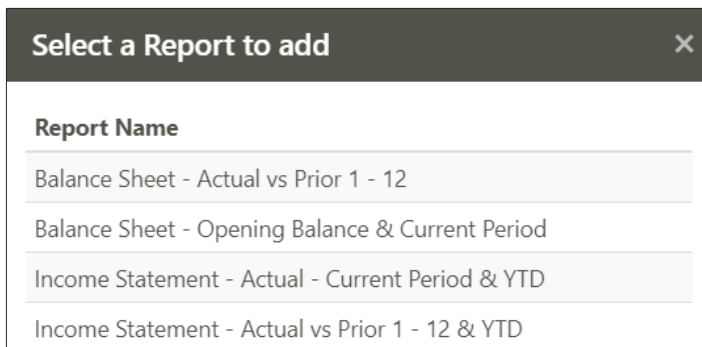 Select a Report to add
Report Name
Balance Sheet - Actual vs Prior 1 - 12
Balance Sheet - Opening Balance & Current Period
Income Statement - Actual - Current Period & YTD
Income Statement - Actual vs Prior 1 - 12 & YTD